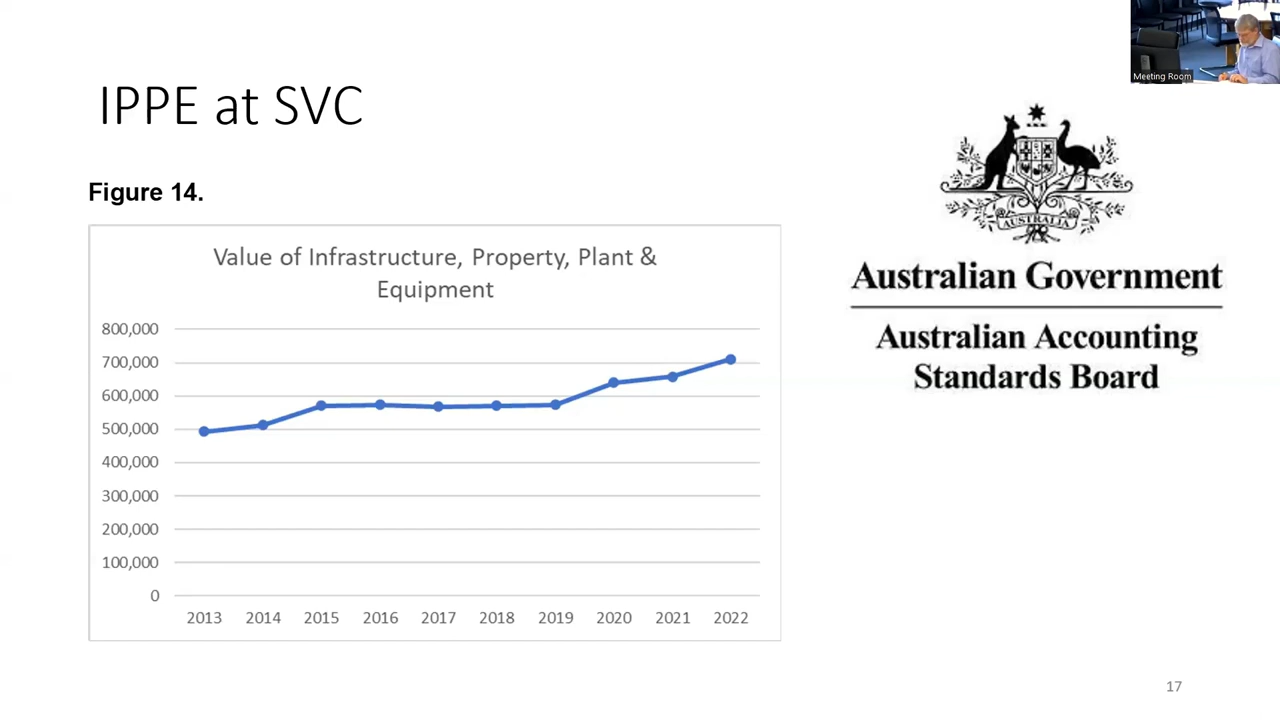 Meeting Room
IPPE at SVC
AUSTRALIA
Australian Government
Australian Accounting
Standards Board
Figure 14.
Value of Infrastructure, Property, Plant &
Equipment
800,000
700,000
600,000
500,000
400,000
300,000
200,000
100,000
0
2013 2014 2015 2016 2017 2018 2019 2020 2021 2022
17